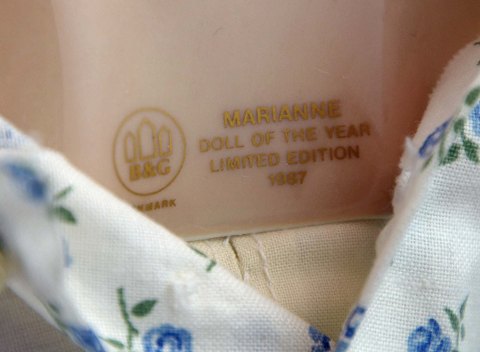 MARIANNE
DOLL OF THE YEAR
LIMITED EDITION
1987
B&G